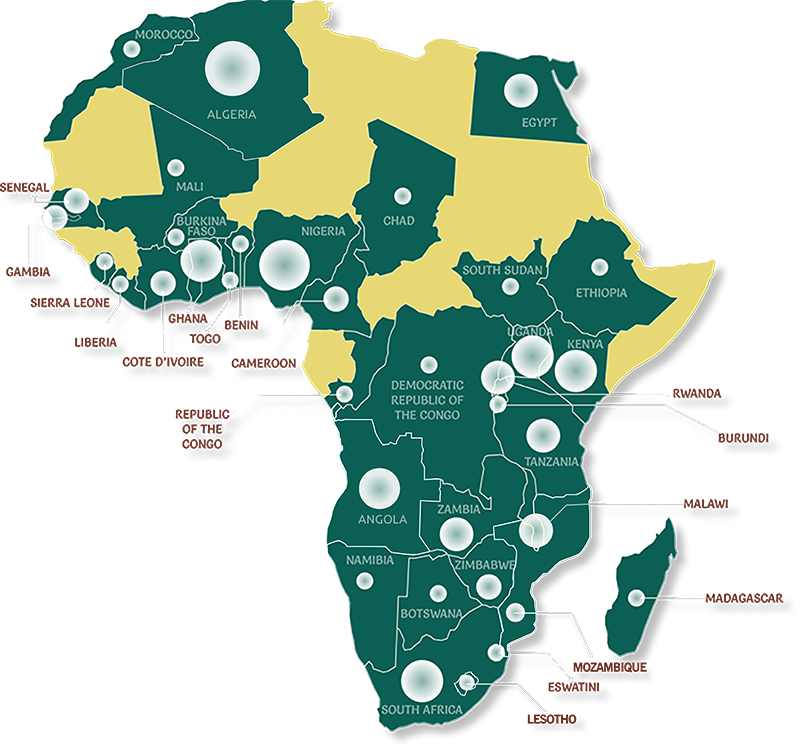 MOROCCO
ALGERIA
EGYPT
MALI
SENEGAL
BURKINA
FASO
NIGERIA
CHAD
GAMBIA
SOUTH SUDAN
ETHIOPIA
SIERRA LEONE
GHANA
BENIN
TOGO
LIBERIA
COTE D'IVOIRE
CAMEROON
UGANDA
KENYA
DEMOCRATIC
REPUBLIC OF
THE CONGO
RWANDA
REPUBLIC
OF THE
CONGO
BURUNDI
TANZANIA
MALAWI
ANGOLA
ZAMBIA
NAMIBIA
ZIMBABWE
BOTSWANA
MADAGASCAR
MOZAMBIQUE
ESWATINI
SOUTH AFRICA
LESOTHO